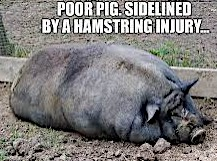 POOR PIG. SIDELINED
BY A HAMSTRING INJURY...